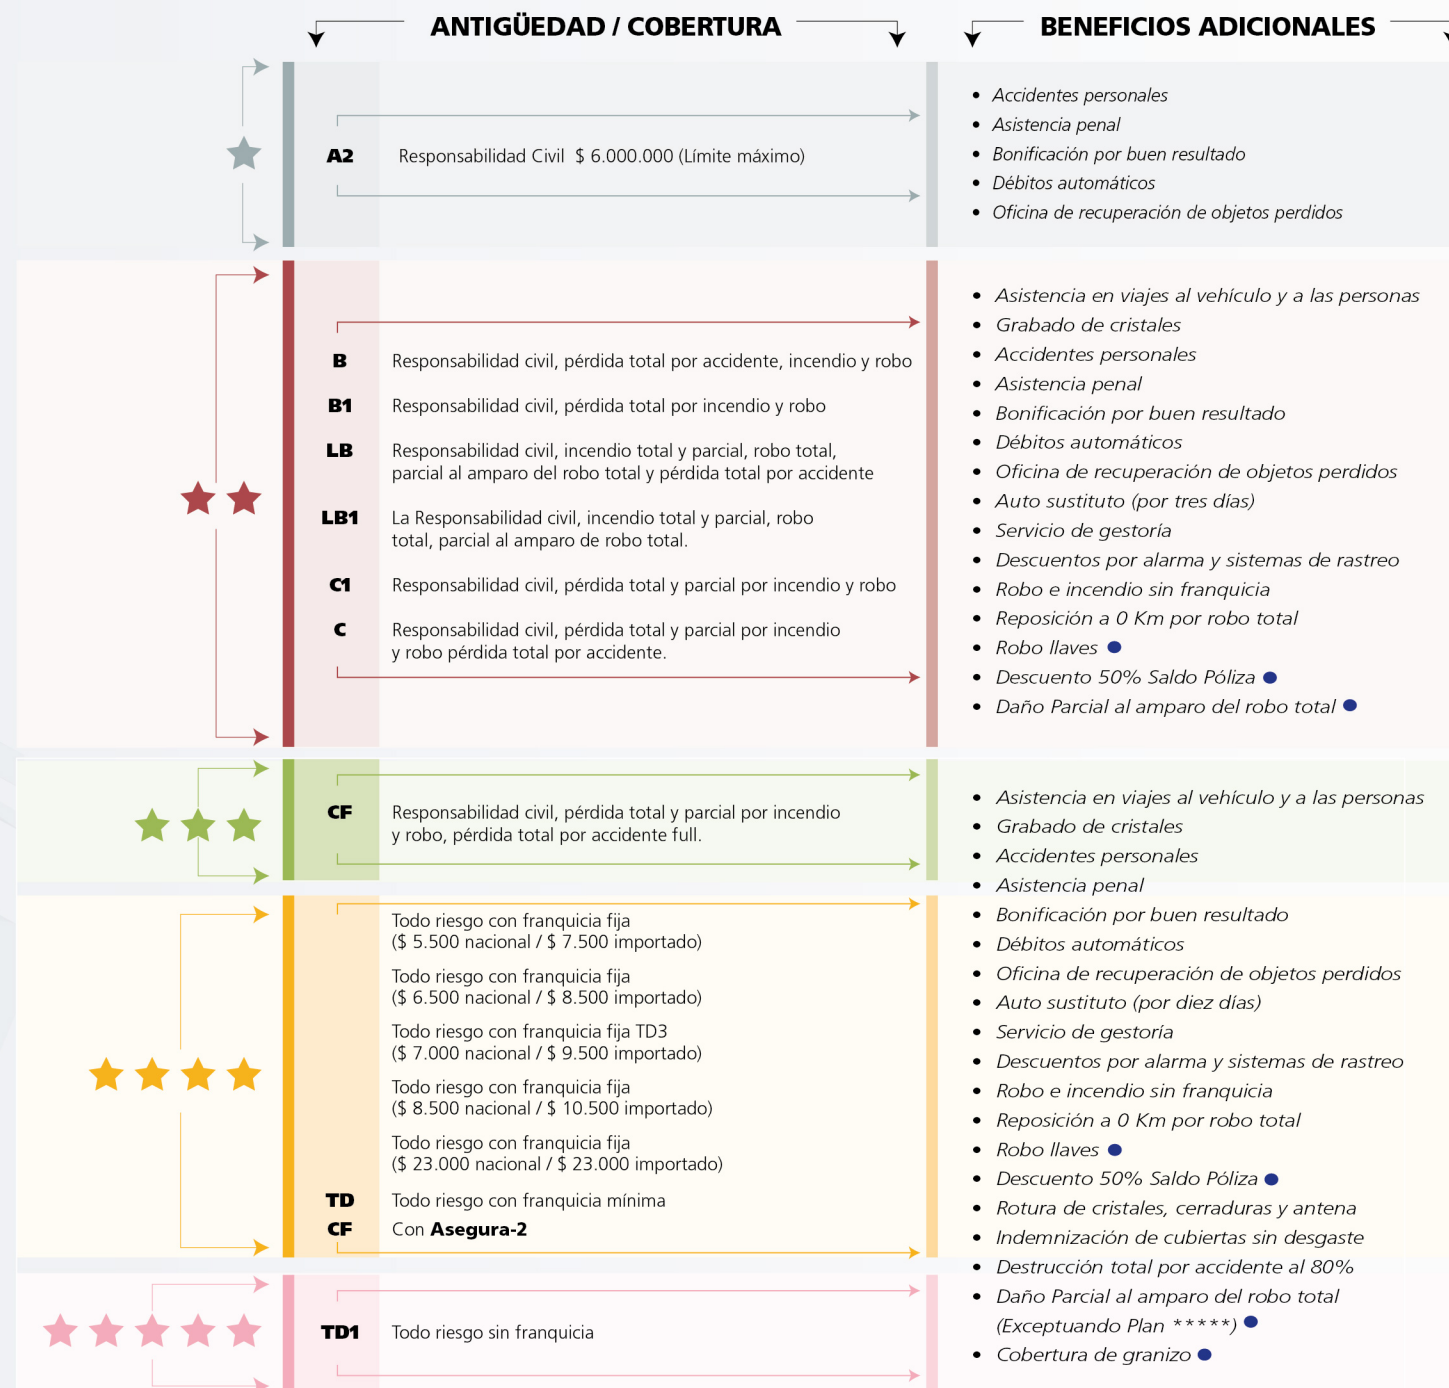 ANTIGÜEDAD / COBERTURA
BENEFICIOS ADICIONALES
A2 Responsabilidad Civil $ 6.000.000 (Límite máximo)
• Accidentes personales
• Asistencia penal
• Bonificación por buen resultado
• Débitos automáticos
• Oficina de recuperación de objetos perdidos
B Responsabilidad civil, pérdida total por accidente, incendio y robo
B1 Responsabilidad civil, pérdida total por incendio y robo
LB Responsabilidad civil, incendio total y parcial, robo total,
parcial al amparo del robo total y pérdida total por accidente
LB1 La Responsabilidad civil, incendio total y parcial, robo
total, parcial al amparo de robo total.
C1 Responsabilidad civil, pérdida total y parcial por incendio y robo
C Responsabilidad civil, pérdida total y parcial por incendio
y robo pérdida total por accidente.
• Asistencia en viajes al vehículo y a las personas
• Grabado de cristales
• Accidentes personales
• Asistencia penal
• Bonificación por buen resultado
• Débitos automáticos
• Oficina de recuperación de objetos perdidos
• Auto sustituto (por tres días)
• Servicio de gestoría
• Descuentos por alarma y sistemas de rastreo
• Robo e incendio sin franquicia
• Reposición a 0 Km por robo total
• Robo llaves
• Descuento 50% Saldo Póliza
• Daño Parcial al amparo del robo total
CF Responsabilidad civil, pérdida total y parcial por incendio
y robo, pérdida total por accidente full.
Todo riesgo con franquicia fija
($ 5.500 nacional / $ 7.500 importado)
Todo riesgo con franquicia fija
($ 6.500 nacional / $ 8.500 importado)
Todo riesgo con franquicia fija TD3
($ 7.000 nacional / $ 9.500 importado)
Todo riesgo con franquicia fija
($ 8.500 nacional / $ 10.500 importado)
Todo riesgo con franquicia fija
($ 23.000 nacional / $ 23.000 importado)
TD Todo riesgo con franquicia mínima
CF Con Asegura-2
TD1 Todo riesgo sin franquicia
• Asistencia en viajes al vehículo y a las personas
• Grabado de cristales
• Accidentes personales
• Asistencia penal
• Bonificación por buen resultado
• Débitos automáticos
• Oficina de recuperación de objetos perdidos
• Auto sustituto (por diez días)
• Servicio de gestoría
• Descuentos por alarma y sistemas de rastreo
• Robo e incendio sin franquicia
• Reposición a 0 Km por robo total
• Robo llaves
• Descuento 50% Saldo Póliza
• Rotura de cristales, cerraduras y antena
• Indemnización de cubiertas sin desgaste
• Destrucción total por accidente al 80%
• Daño Parcial al amparo del robo total
(Exceptuando Plan *****)
• Cobertura de granizo